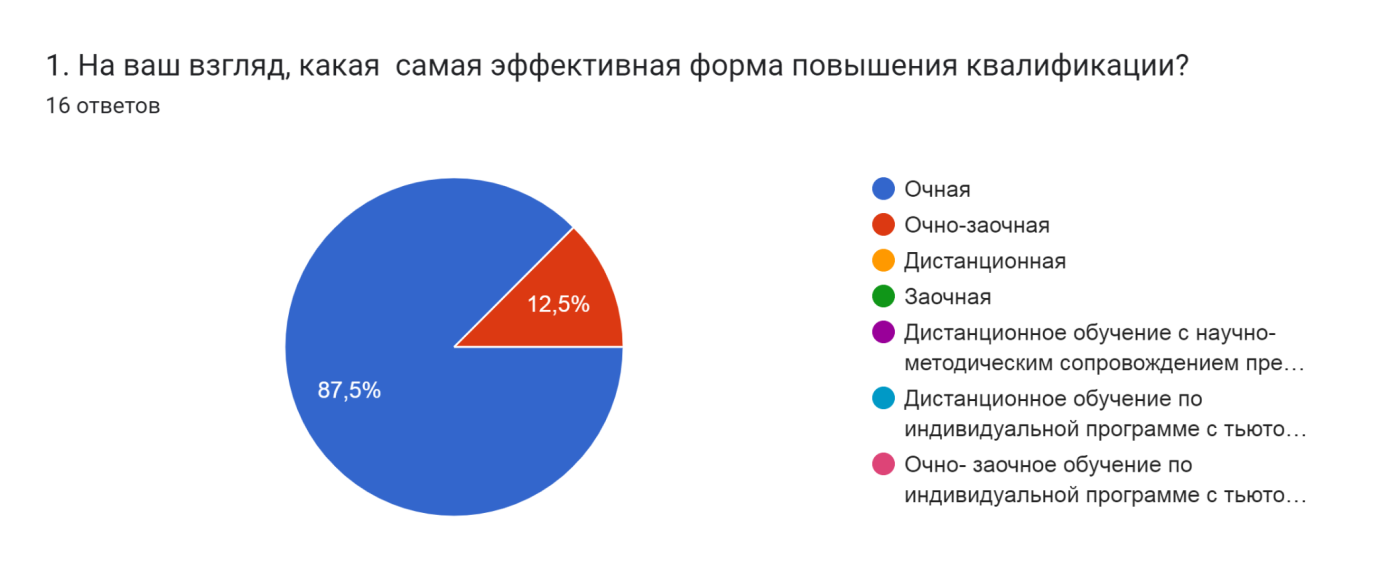 1. На ваш взгляд, какая  самая эффективная форма повышения квалификации?
16 ответов
12,5%
87,5%
Очная
Очно-заочная
Дистанционная
Заочная
Дистанционное обучение с научно-
методическим сопровождением пре…
Дистанционное обучение по
индивидуальной программе с тьюто…
Очно- заочное обучение по
индивидуальной программе с тьюто…